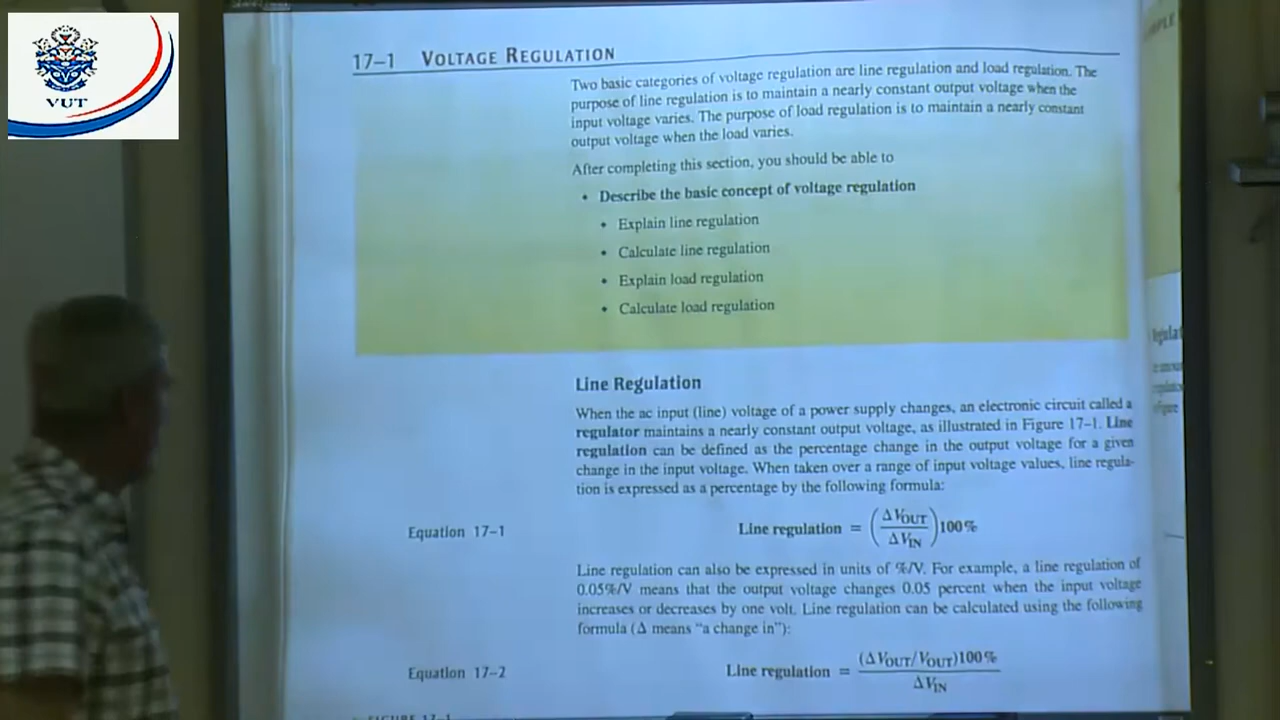 VUT
17–1 VOLTAGE REGULATION
Two basic categories of voltage regulation are line regulation and load regulation. The
purpose of line regulation is to maintain a nearly constant output voltage when the
input voltage varies. The purpose of load regulation is to maintain a nearly constant
output voltage when the load varies.
After completing this section, you should be able to
• Describe the basic concept of voltage regulation
• Explain line regulation
• Calculate line regulation
• Explain load regulation
• Calculate load regulation
Line Regulation
When the ac input (line) voltage of a power supply changes, an electronic circuit called a
regulator maintains a nearly constant output voltage, as illustrated in Figure 17–1. Line
regulation can be defined as the percentage change in the output voltage for a given
change in the input voltage. When taken over a range of input voltage values, line regula-
tion is expressed as a percentage by the following formula:
Equation 17–1 Line regulation = (ΔVOUT/ΔVIN)100%
Line regulation can also be expressed in units of %/V. For example, a line regulation of
0.05%/V means that the output voltage changes 0.05 percent when the input voltage
increases or decreases by one volt. Line regulation can be calculated using the following
formula (Δ means “a change in”):
Equation 17–2 Line regulation = (ΔVOUT/VOUT)100%/ΔVIN
FIGURE 17–1